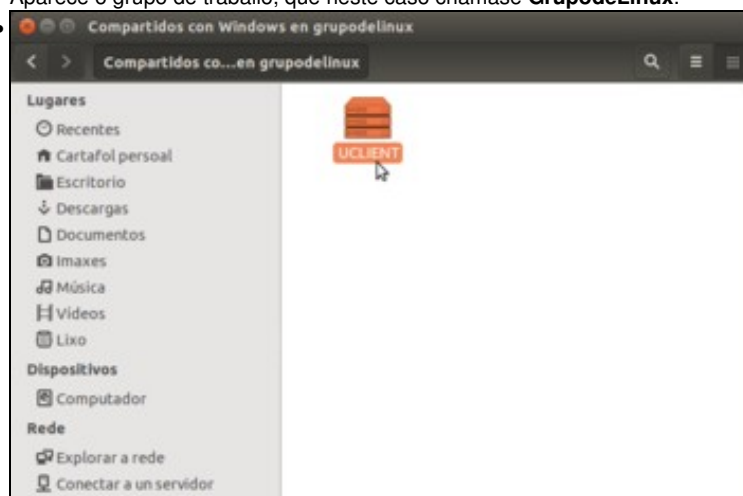 Aparece o grupo de traballo, que neste caso chámase GrupodeLinux.
Compartidos con Windows en grupodelinux
Compartidos co...en grupodelinux
Lugares
Recentes
Cartafol persoal
Escritorio
Descargas
Documentos
Imaxes
Música
Vídeos
Lixo
Dispositivos
Computador
Rede
Explorar a rede
Conectar a un servidor
UCLIENT